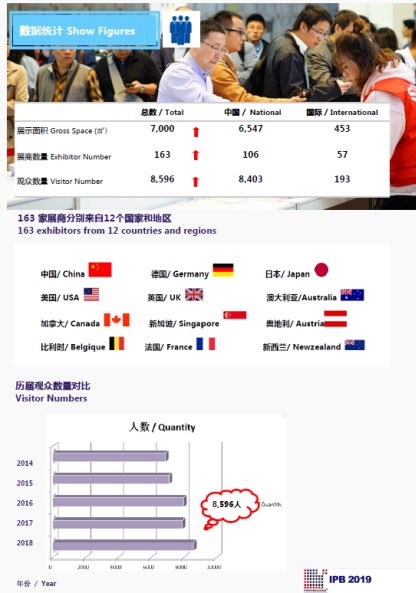 数据统计 Show Figures
总数 / Total 中国 / National 国际 / International
展示面积 Gross Space (㎡) 7,000 6,547 453
展商数量 Exhibitor Number 163 106 57
观众数量 Visitor Number 8,596 8,403 193
163 家展商分别来自12个国家和地区
163 exhibitors from 12 countries and regions
中国/ China 德国/ Germany 日本/ Japan
美国/ USA 英国/ UK 澳大利亚/Australia
加拿大/ Canada 新加坡/ Singapore 奥地利/ Austria
比利时/ Belgique 法国/ France 新西兰/ Newzealand
历届观众数量对比
Visitor Numbers
人数 / Quantity
2014
2015
2016
8,596人 Quantity
2017
2018
0 2000 4000 6000 8000 10000
年份 / Year
IPB 2019